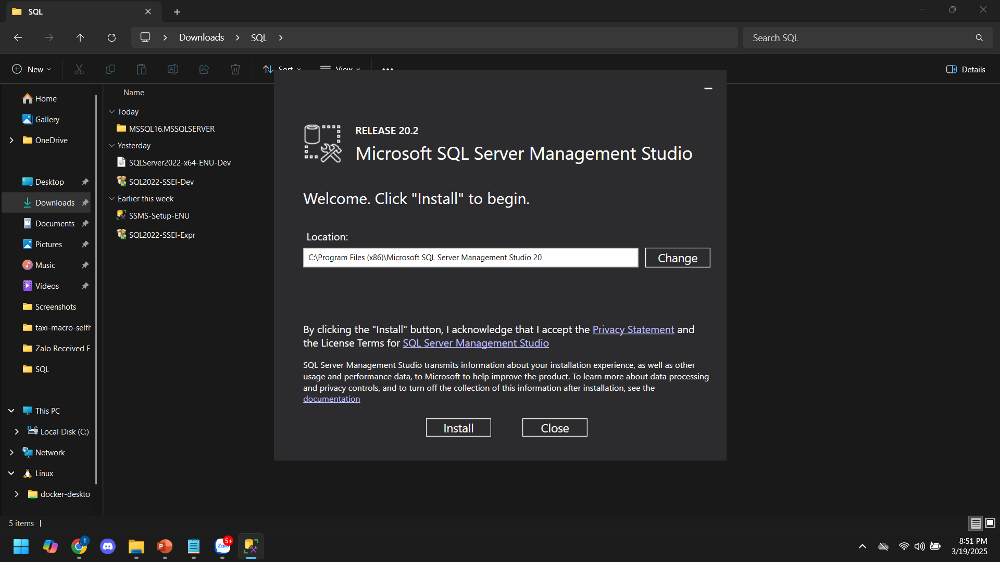 SQL
Downloads
SQL
Search SQL
New
Sort
View
Details
Home
Gallery
OneDrive
Desktop
Downloads
Documents
Pictures
Music
Videos
Screenshots
taxi-macro-selfh
Zalo Received F
SQL
This PC
Local Disk (C:)
Network
Linux
docker-deskto
Name
Today
MSSQL16.MSSQLSERVER
Yesterday
SQLServer2022-x64-ENU-Dev
SQL2022-SSEI-Dev
Earlier this week
SSMS-Setup-ENU
SQL2022-SSEI-Expr
RELEASE 20.2
Microsoft SQL Server Management Studio
Welcome. Click "Install" to begin.
Location:
C:\Program Files (x86)\Microsoft SQL Server Management Studio 20
Change
By clicking the "Install" button, I acknowledge that I accept the Privacy Statement and
the License Terms for SQL Server Management Studio
SQL Server Management Studio transmits information about your installation experience, as well as other
usage and performance data, to Microsoft to help improve the product. To learn more about data processing
and privacy controls, and to turn off the collection of this information after installation, see the
documentation
Install
Close
5 items
T
P
Zalo
5+
8:51 PM
3/19/2025